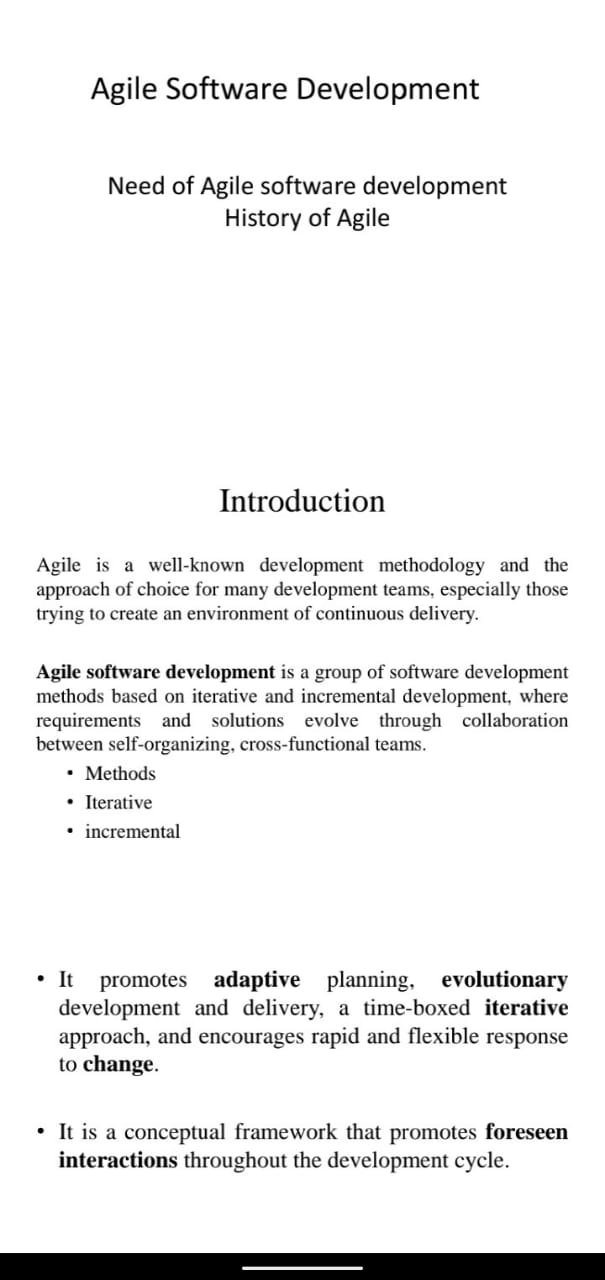 Agile Software Development
Need of Agile software development
History of Agile
Introduction
Agile is a well-known development methodology and the
approach of choice for many development teams, especially those
trying to create an environment of continuous delivery.
Agile software development is a group of software development
methods based on iterative and incremental development, where
requirements and solutions evolve through collaboration
between self-organizing, cross-functional teams.
• Methods
• Iterative
• incremental
• It promotes adaptive planning, evolutionary
development and delivery, a time-boxed iterative
approach, and encourages rapid and flexible response
to change.
• It is a conceptual framework that promotes foreseen
interactions throughout the development cycle.